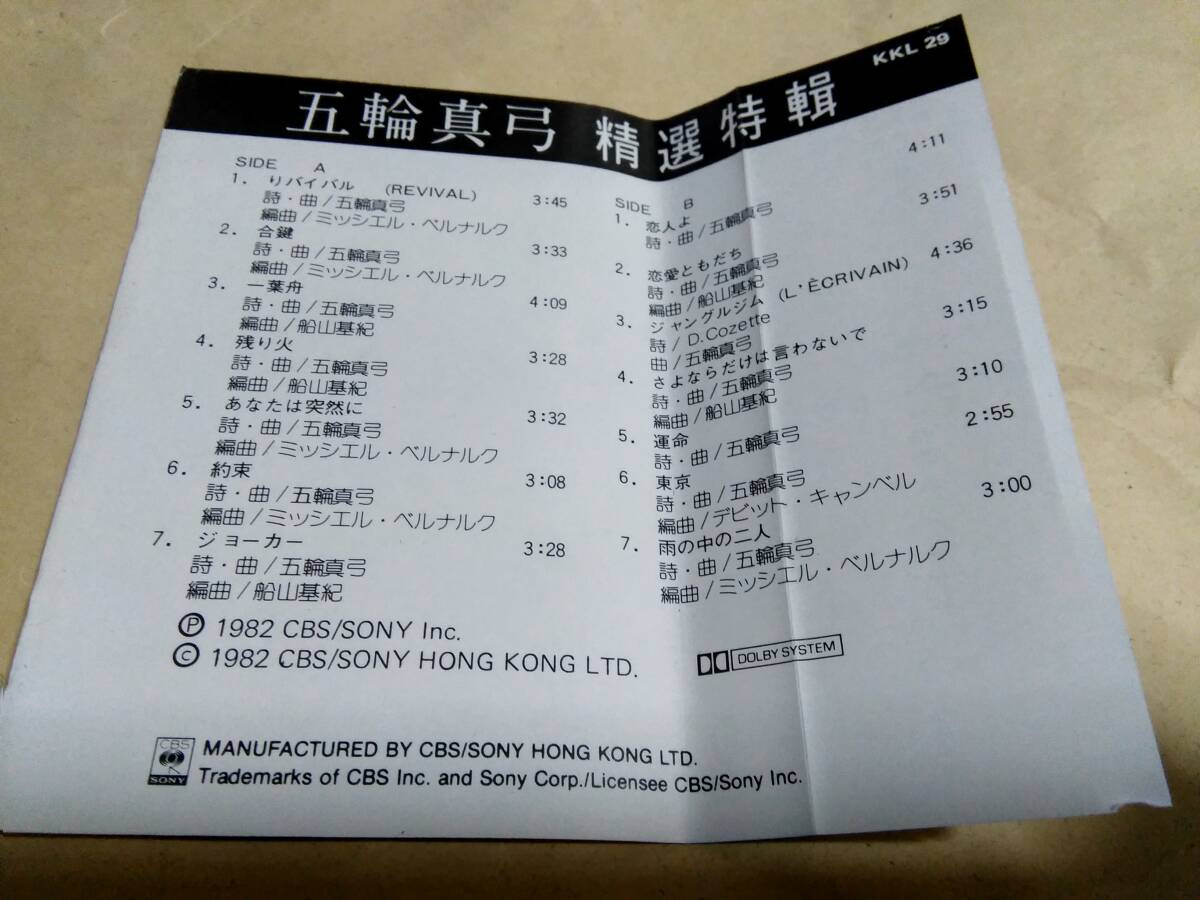 五輪真弓 精選特輯
KKL 29
SIDE A
1. りバイバル (REVIVAL) 3:45
詩・曲/五輪真弓
編曲/ミッシエル・ベルナルク
2. 合鍵 3:33
詩・曲/五輪真弓
編曲/ミッシエル・ベルナルク
3. 一葉舟 4:09
詩・曲/五輪真弓
編曲/船山基紀
4. 残り火 3:28
詩・曲/五輪真弓
編曲/船山基紀
5. あなたは突然に 3:32
詩・曲/五輪真弓
編曲/ミッシエル・ベルナルク
6. 約束 3:08
詩・曲/五輪真弓
編曲/ミッシエル・ベルナルク
7. ジョーカー 3:28
詩・曲/五輪真弓
編曲/船山基紀
SIDE B
1. 恋人よ 4:11
詩・曲/五輪真弓
2. 恋愛ともだち 3:51
詩・曲/五輪真弓
編曲/船山基紀
3. ジャングルジム (L'ÈCRIVAIN) 4:36
詩/D.Cozette
曲/五輪真弓
4. さよならだけは言わないで 3:15
詩・曲/五輪真弓
編曲/船山基紀
5. 運命 3:10
詩・曲/五輪真弓
6. 東京 2:55
詩・曲/五輪真弓
編曲/デビット・キャンベル
7. 雨の中の二人 3:00
詩・曲/五輪真弓
編曲/ミッシエル・ベルナルク
Ⓟ 1982 CBS/SONY Inc.
© 1982 CBS/SONY HONG KONG LTD.
DOLBY SYSTEM
CBS
SONY
MANUFACTURED BY CBS/SONY HONG KONG LTD.
Trademarks of CBS Inc. and Sony Corp./Licensee CBS/Sony Inc.